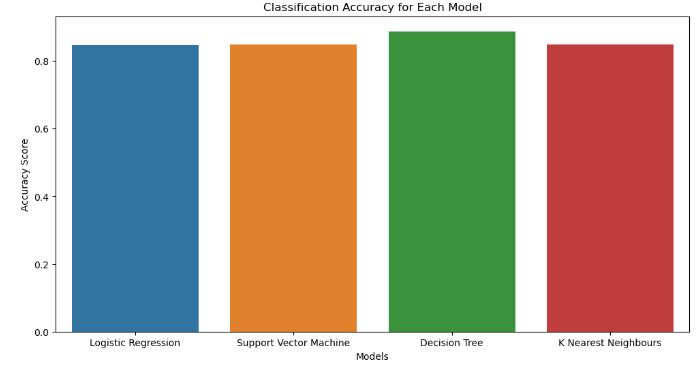 Classification Accuracy for Each Model
Accuracy Score
0.8
0.6
0.4
0.2
0.0
Logistic Regression
Support Vector Machine
Decision Tree
K Nearest Neighbours
Models